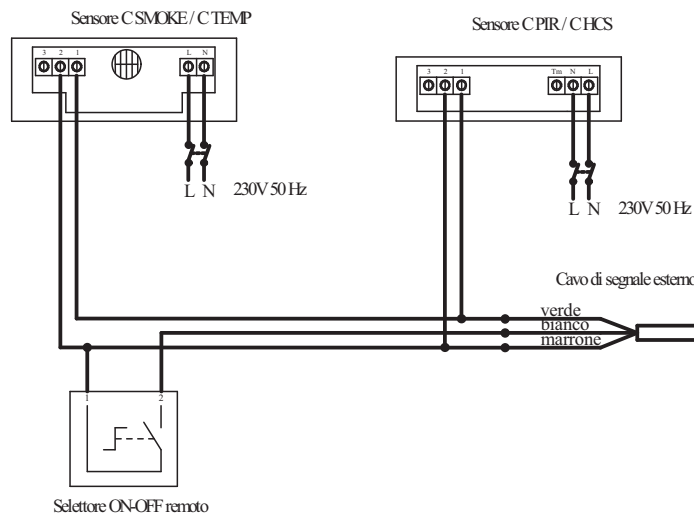 Sensore C SMOKE / C TEMP
Sensore C PIR / C HCS
3 2 1 L N
3 2 1 Tm N L
L N 230V 50 Hz
L N 230V 50 Hz
Cavo di segnale esterno
verde
bianco
marrone
1 2
Selettore ON-OFF remoto